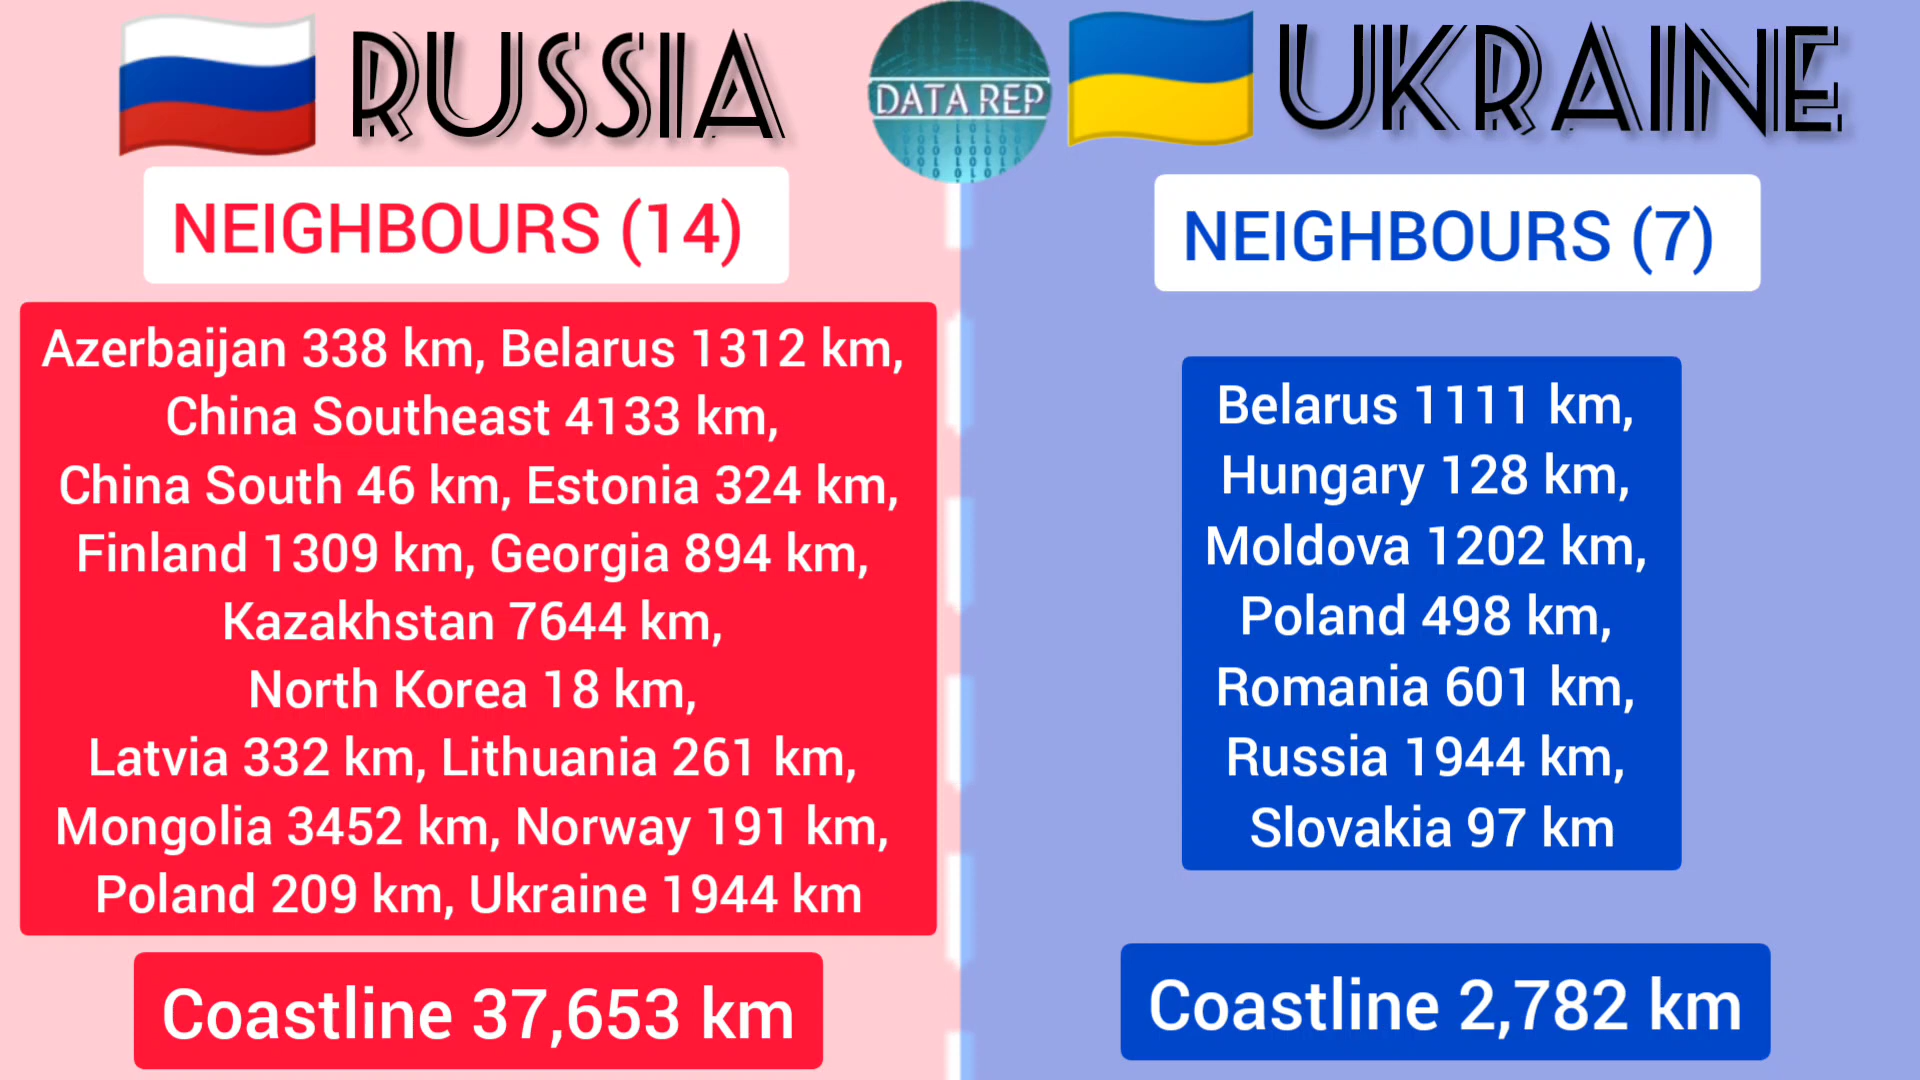 RUSSIA
DATA REP
UKRAINE
NEIGHBOURS (14)
Azerbaijan 338 km, Belarus 1312 km,
China Southeast 4133 km,
China South 46 km, Estonia 324 km,
Finland 1309 km, Georgia 894 km,
Kazakhstan 7644 km,
North Korea 18 km,
Latvia 332 km, Lithuania 261 km,
Mongolia 3452 km, Norway 191 km,
Poland 209 km, Ukraine 1944 km
Coastline 37,653 km
NEIGHBOURS (7)
Belarus 1111 km,
Hungary 128 km,
Moldova 1202 km,
Poland 498 km,
Romania 601 km,
Russia 1944 km,
Slovakia 97 km
Coastline 2,782 km